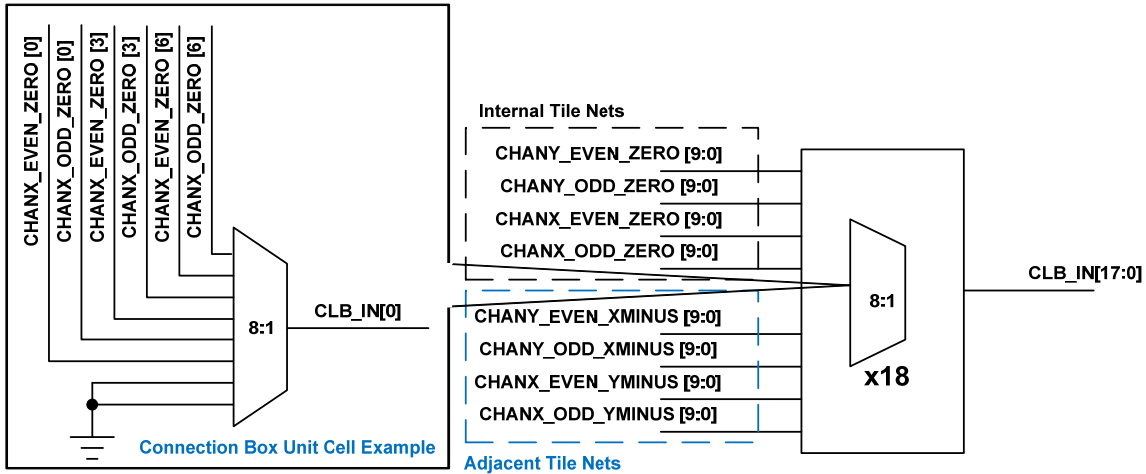 CHANX_EVEN_ZERO [0]
CHANX_ODD_ZERO [0]
CHANX_EVEN_ZERO [3]
CHANX_ODD_ZERO [3]
CHANX_EVEN_ZERO [6]
CHANX_ODD_ZERO [6]
8:1
CLB_IN[0]
Connection Box Unit Cell Example
Internal Tile Nets
CHANY_EVEN_ZERO [9:0]
CHANY_ODD_ZERO [9:0]
CHANX_EVEN_ZERO [9:0]
CHANX_ODD_ZERO [9:0]
CHANY_EVEN_XMINUS [9:0]
CHANY_ODD_XMINUS [9:0]
CHANX_EVEN_YMINUS [9:0]
CHANX_ODD_YMINUS [9:0]
Adjacent Tile Nets
8:1
x18
CLB_IN[17:0]